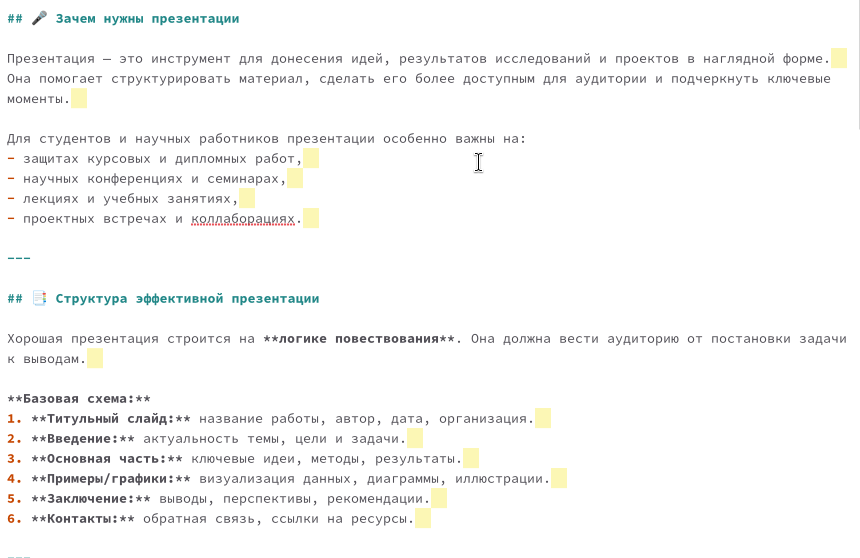 ## 🎤 Зачем нужны презентации
Презентация — это инструмент для донесения идей, результатов исследований и проектов в наглядной форме.
Она помогает структурировать материал, сделать его более доступным для аудитории и подчеркнуть ключевые
моменты.
Для студентов и научных работников презентации особенно важны на:
- защитах курсовых и дипломных работ,
- научных конференциях и семинарах,
- лекциях и учебных занятиях,
- проектных встречах и коллаборациях.
---
## 📑 Структура эффективной презентации
Хорошая презентация строится на **логике повествования**. Она должна вести аудиторию от постановки задачи
к выводам.
**Базовая схема:**
1. **Титульный слайд:** название работы, автор, дата, организация.
2. **Введение:** актуальность темы, цели и задачи.
3. **Основная часть:** ключевые идеи, методы, результаты.
4. **Примеры/графики:** визуализация данных, диаграммы, иллюстрации.
5. **Заключение:** выводы, перспективы, рекомендации.
6. **Контакты:** обратная связь, ссылки на ресурсы.
---